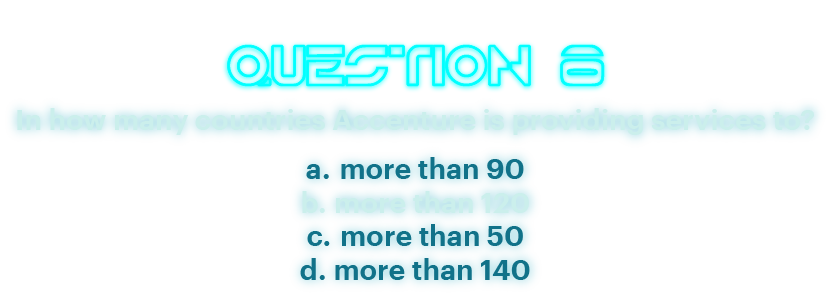 QUESTION 8
In how many countries Accenture is providing services to?
a. more than 90
b. more than 120
c. more than 50
d. more than 140